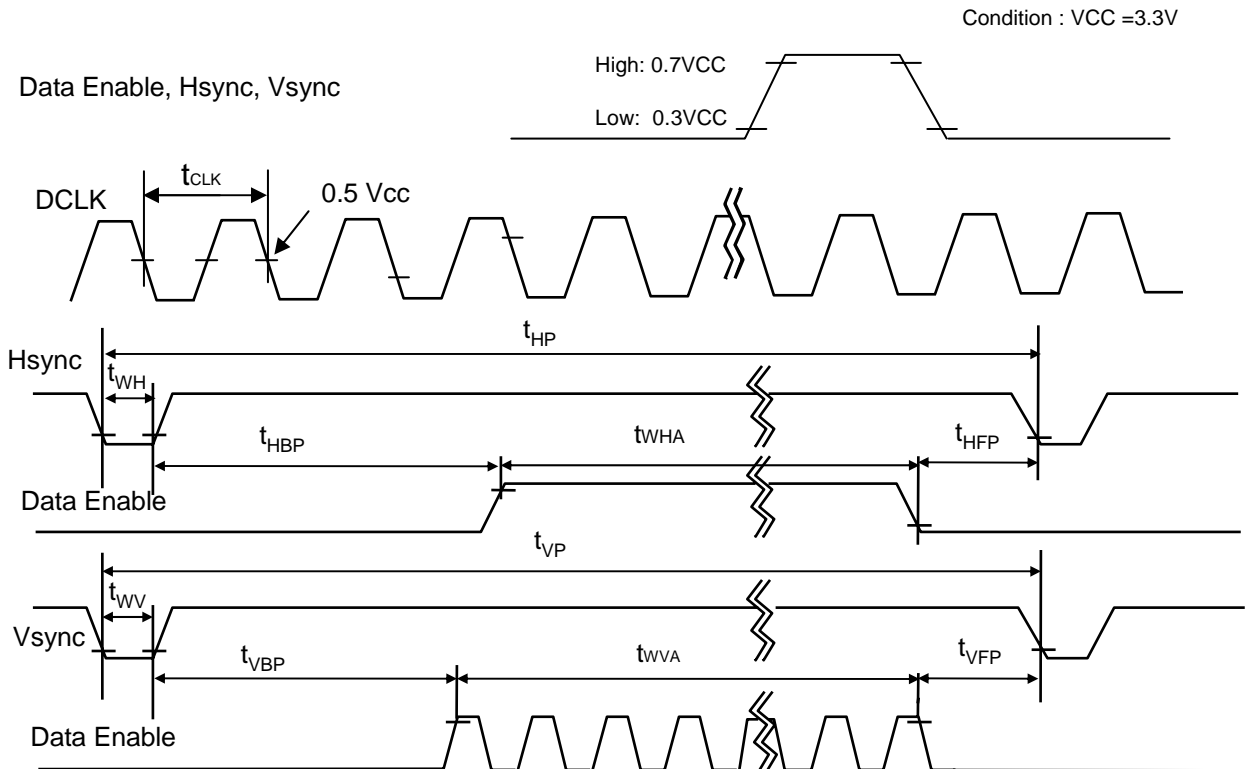 Condition : VCC =3.3V
High: 0.7VCC
Data Enable, Hsync, Vsync
Low: 0.3VCC
tCLK
0.5 Vcc
DCLK
tHP
Hsync
tWH
tHBP
tWHA
tHFP
Data Enable
tVP
tWV
Vsync
tVBP
tWVA
tVFP
Data Enable